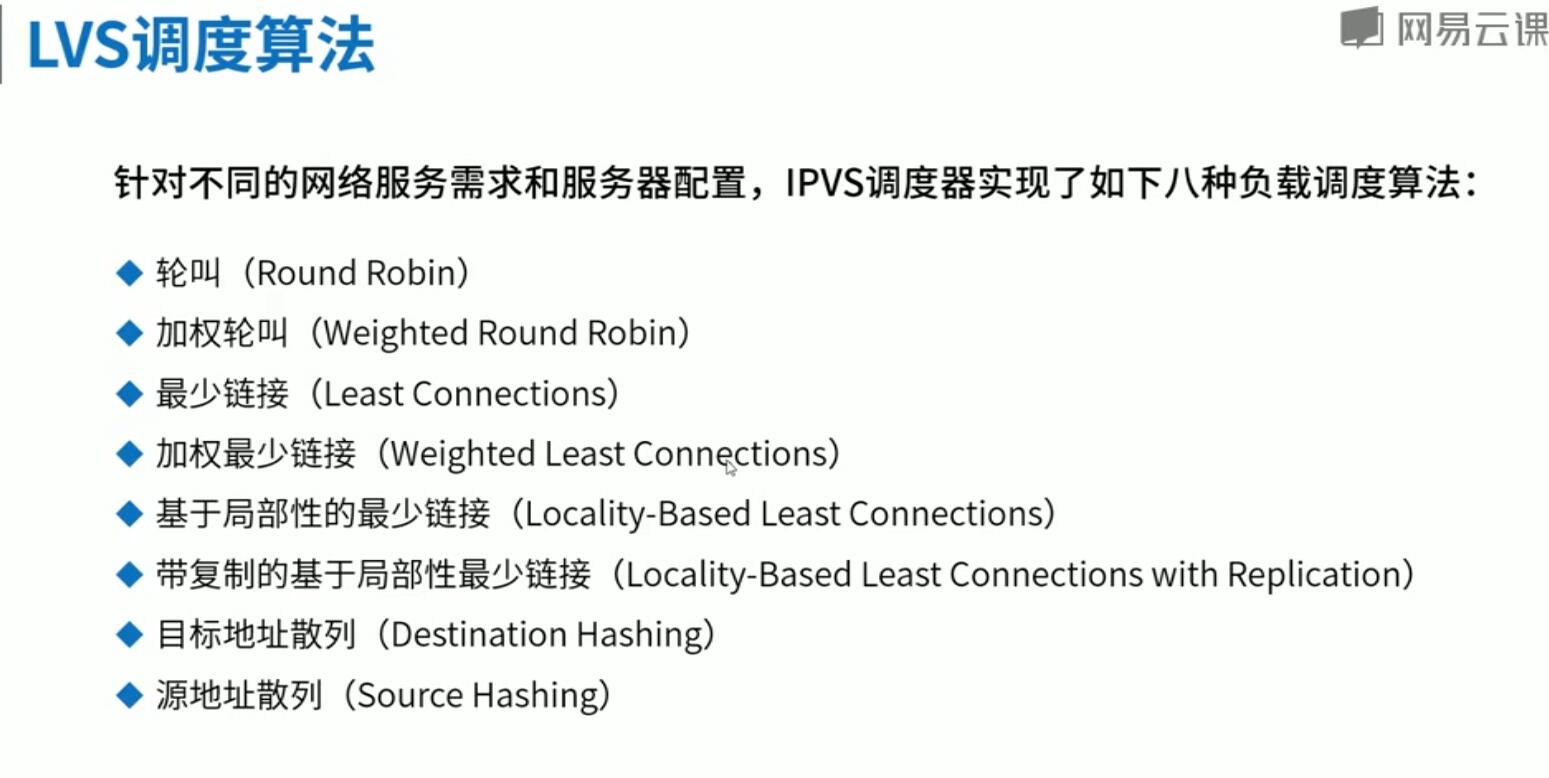 LVS调度算法
网易云课
针对不同的网络服务需求和服务器配置，IPVS调度器实现了如下八种负载调度算法：
轮叫（Round Robin）
加权轮叫（Weighted Round Robin）
最少链接（Least Connections）
加权最少链接（Weighted Least Connections）
基于局部性的最少链接（Locality-Based Least Connections）
带复制的基于局部性最少链接（Locality-Based Least Connections with Replication）
目标地址散列（Destination Hashing）
源地址散列（Source Hashing）